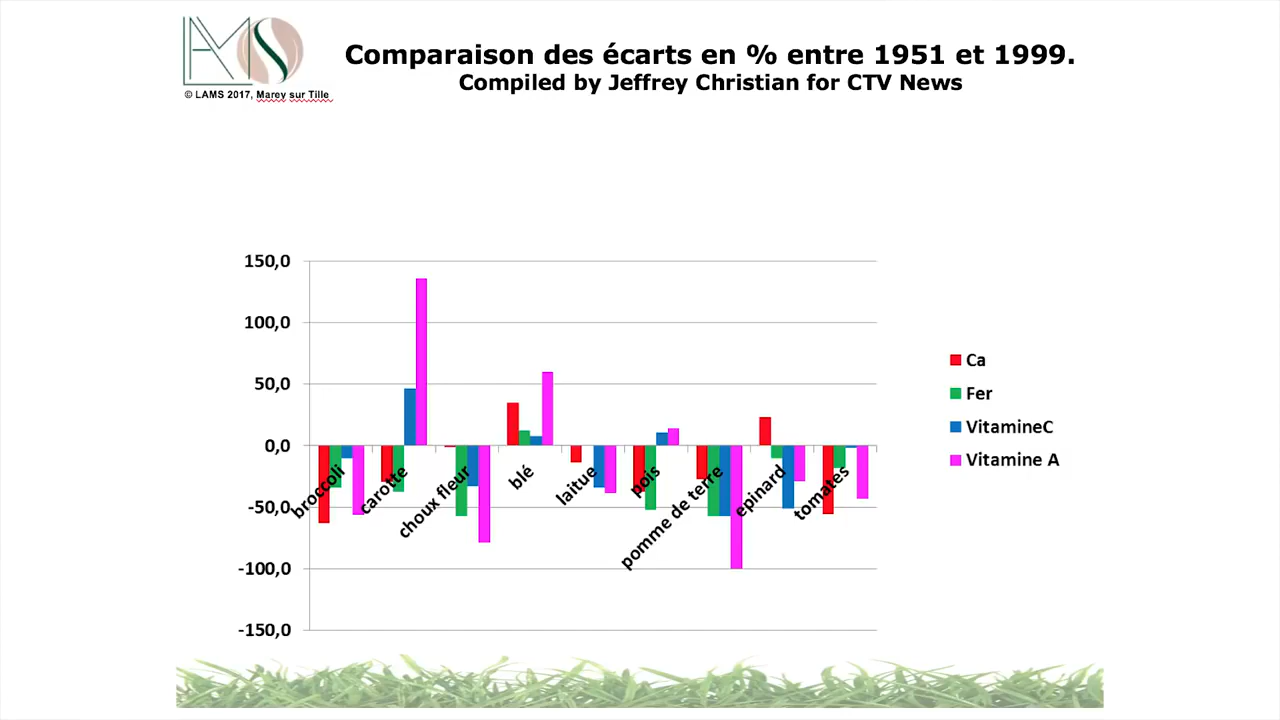 LAMS
© LAMS 2017, Marey sur Tille
Comparaison des écarts en % entre 1951 et 1999.
Compiled by Jeffrey Christian for CTV News
150,0
100,0
50,0
0,0
-50,0
-100,0
-150,0
broccoli
carotte
choux fleur
blé
laitue
pois
pomme de terre
epinard
tomates
Ca
Fer
VitamineC
Vitamine A